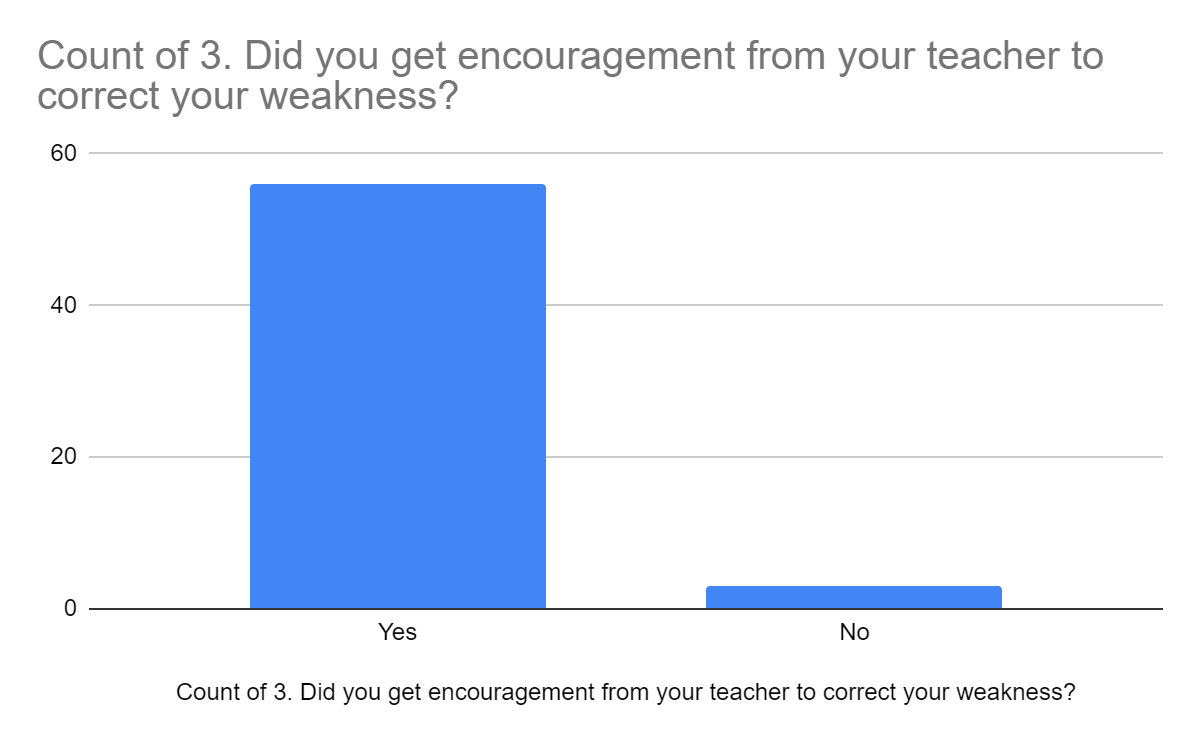 Count of 3. Did you get encouragement from your teacher to
correct your weakness?
60
40
20
0
Yes
No
Count of 3. Did you get encouragement from your teacher to correct your weakness?